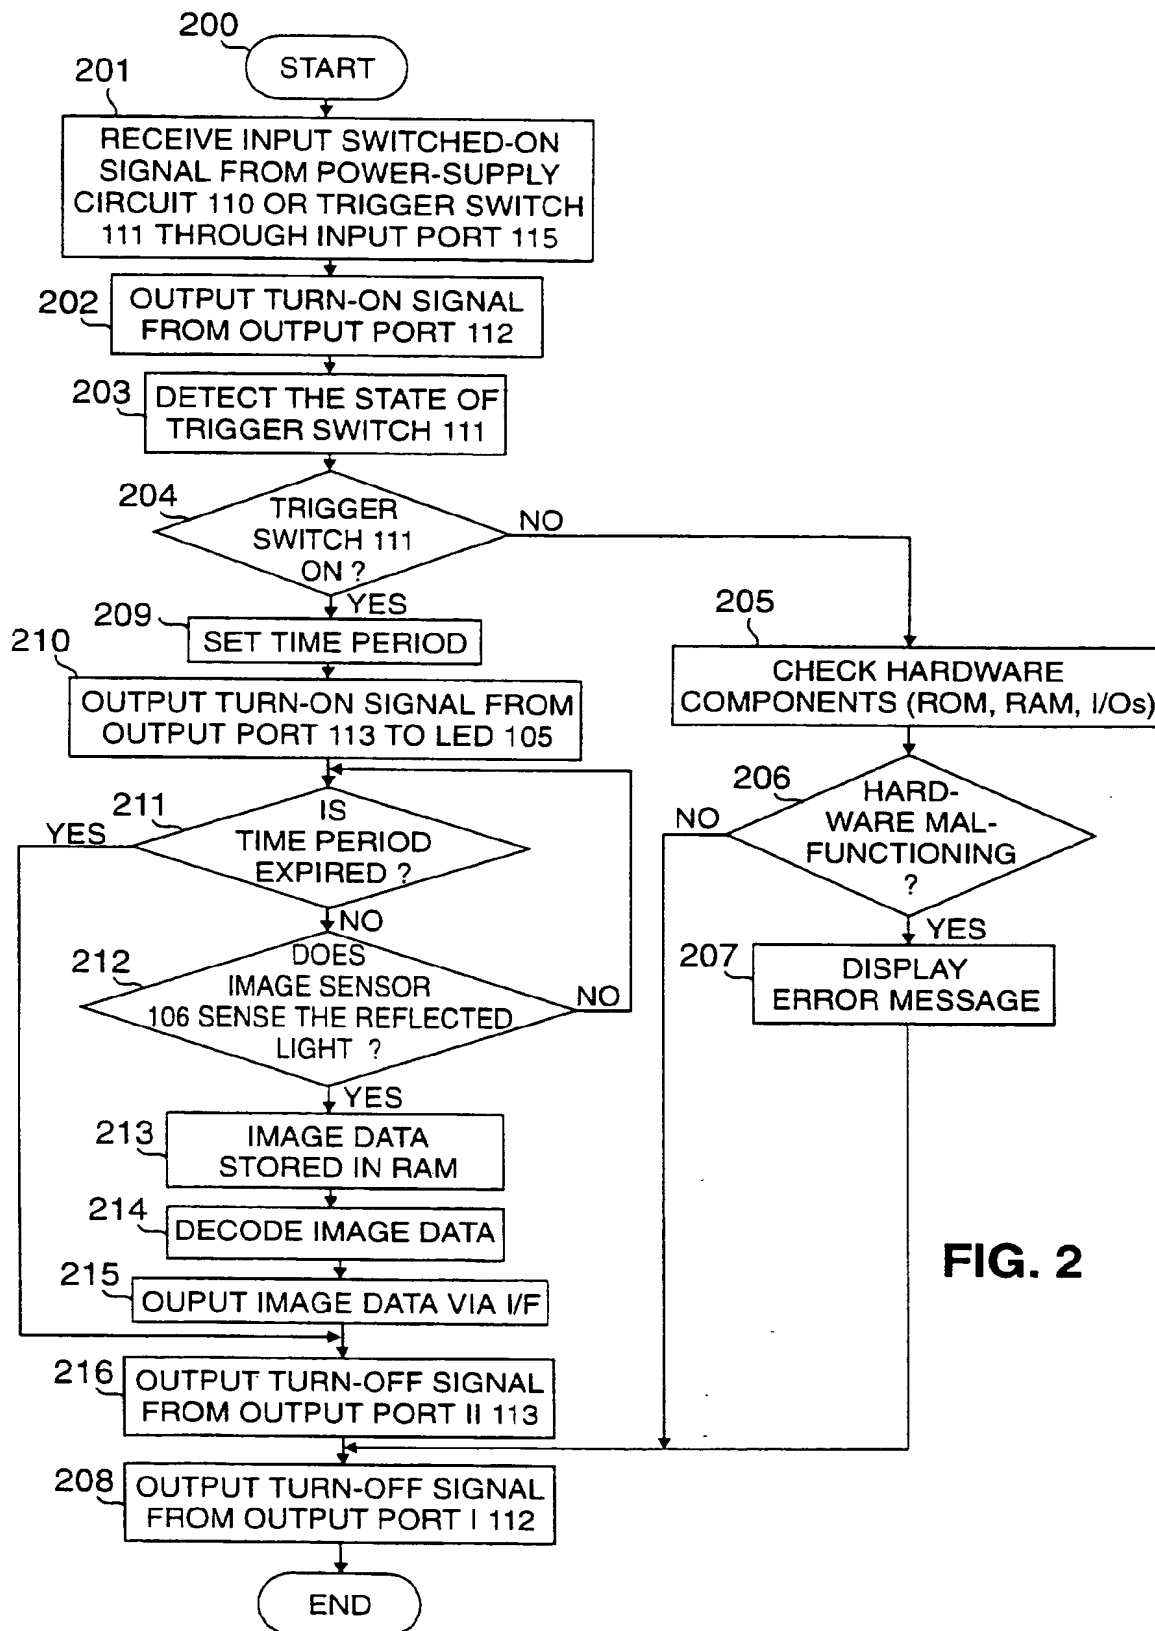 200
START
201
RECEIVE INPUT SWITCHED-ON
SIGNAL FROM POWER-SUPPLY
CIRCUIT 110 OR TRIGGER SWITCH
111 THROUGH INPUT PORT 115
202
OUTPUT TURN-ON SIGNAL
FROM OUTPUT PORT 112
203
DETECT THE STATE OF
TRIGGER SWITCH 111
204
TRIGGER
SWITCH 111
ON ?
NO
YES
209
SET TIME PERIOD
210
OUTPUT TURN-ON SIGNAL FROM
OUTPUT PORT 113 TO LED 105
211
IS
TIME PERIOD
EXPIRED ?
YES
NO
212
DOES
IMAGE SENSOR
106 SENSE THE REFLECTED
LIGHT ?
NO
YES
213
IMAGE DATA
STORED IN RAM
214
DECODE IMAGE DATA
215
OUPUT IMAGE DATA VIA I/F
216
OUTPUT TURN-OFF SIGNAL
FROM OUTPUT PORT II 113
208
OUTPUT TURN-OFF SIGNAL
FROM OUTPUT PORT I 112
END
205
CHECK HARDWARE
COMPONENTS (ROM, RAM, I/Os)
206
HARD-
WARE MAL-
FUNCTIONING
?
NO
YES
207
DISPLAY
ERROR MESSAGE
FIG. 2